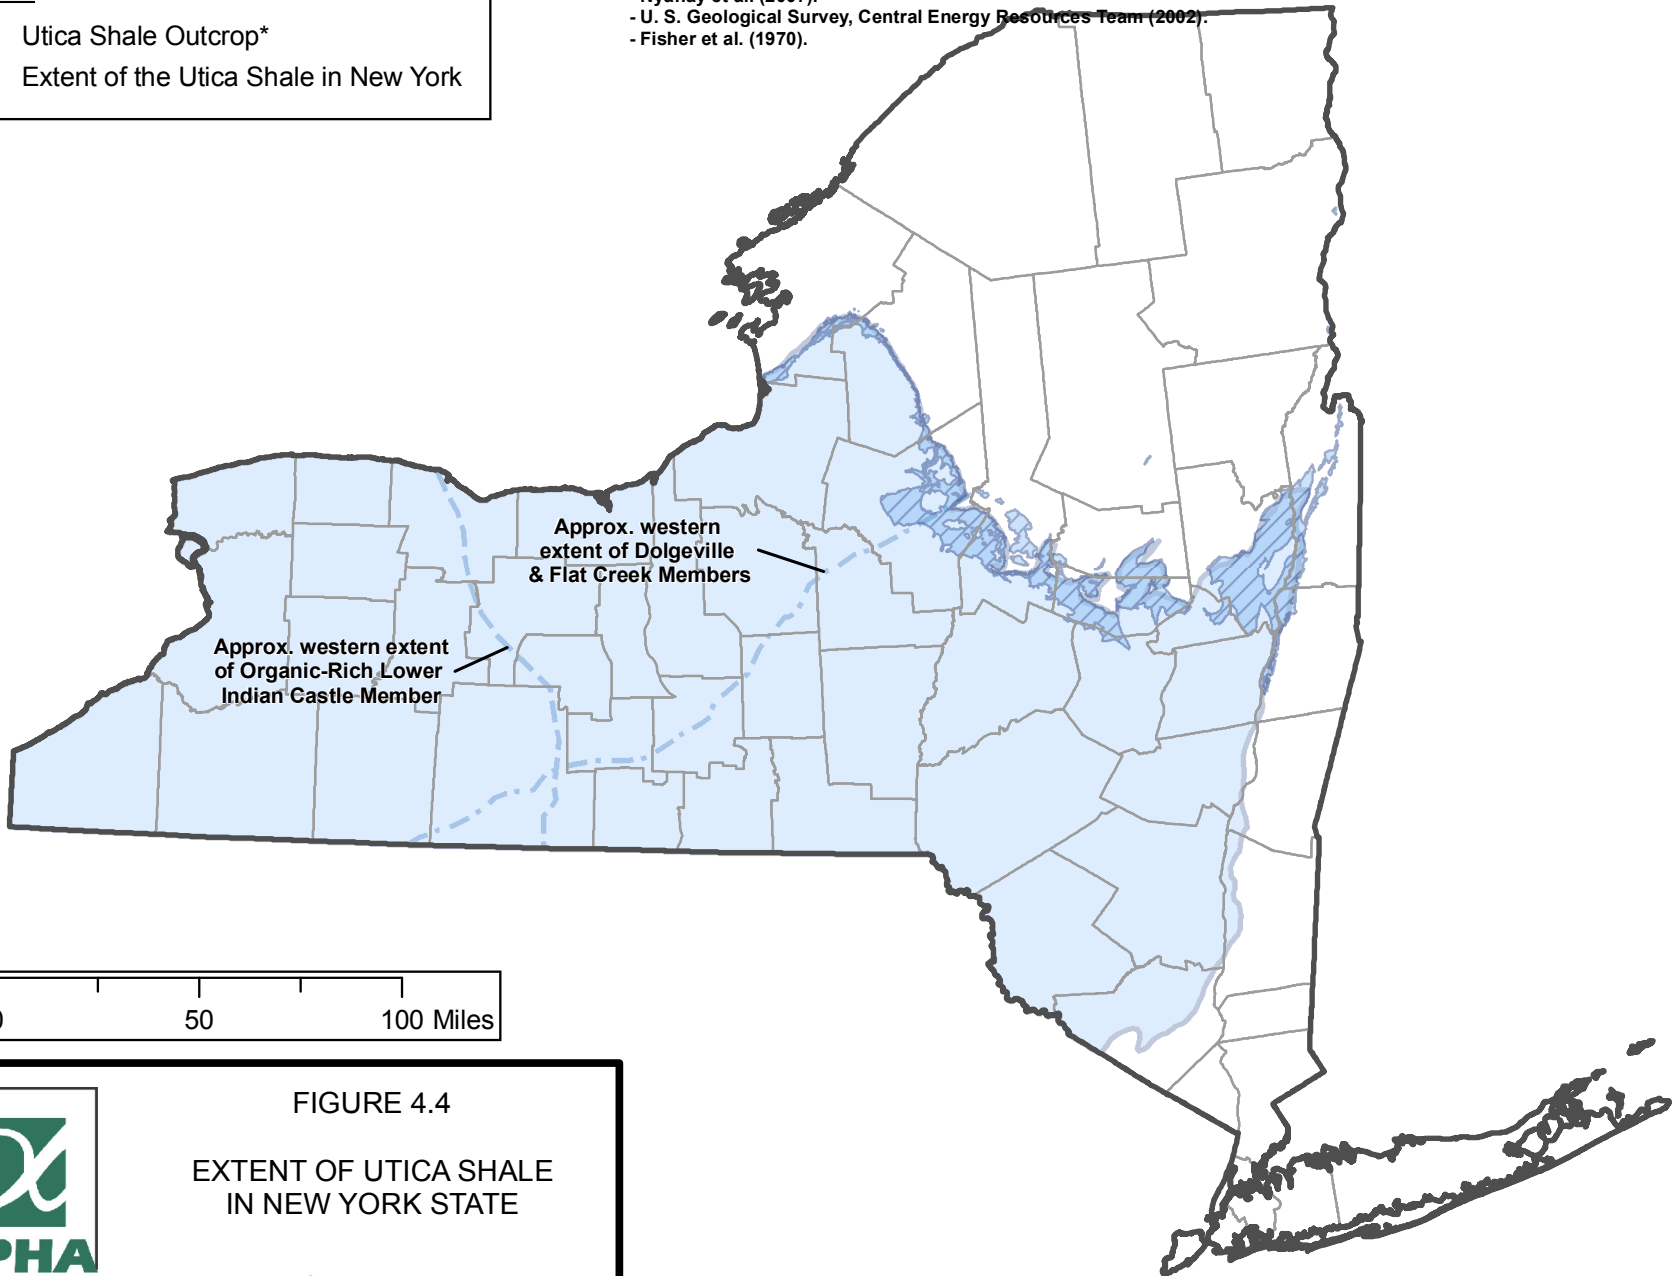 - U. S. Geological Survey, Central Energy Resources Team (2002).
- Fisher et al. (1970).
Utica Shale Outcrop*
Extent of the Utica Shale in New York
Approx. western
extent of Dolgeville
& Flat Creek Members
Approx. western extent
of Organic-Rich Lower
Indian Castle Member
50
100 Miles
FIGURE 4.4
EXTENT OF UTICA SHALE
IN NEW YORK STATE
PHA